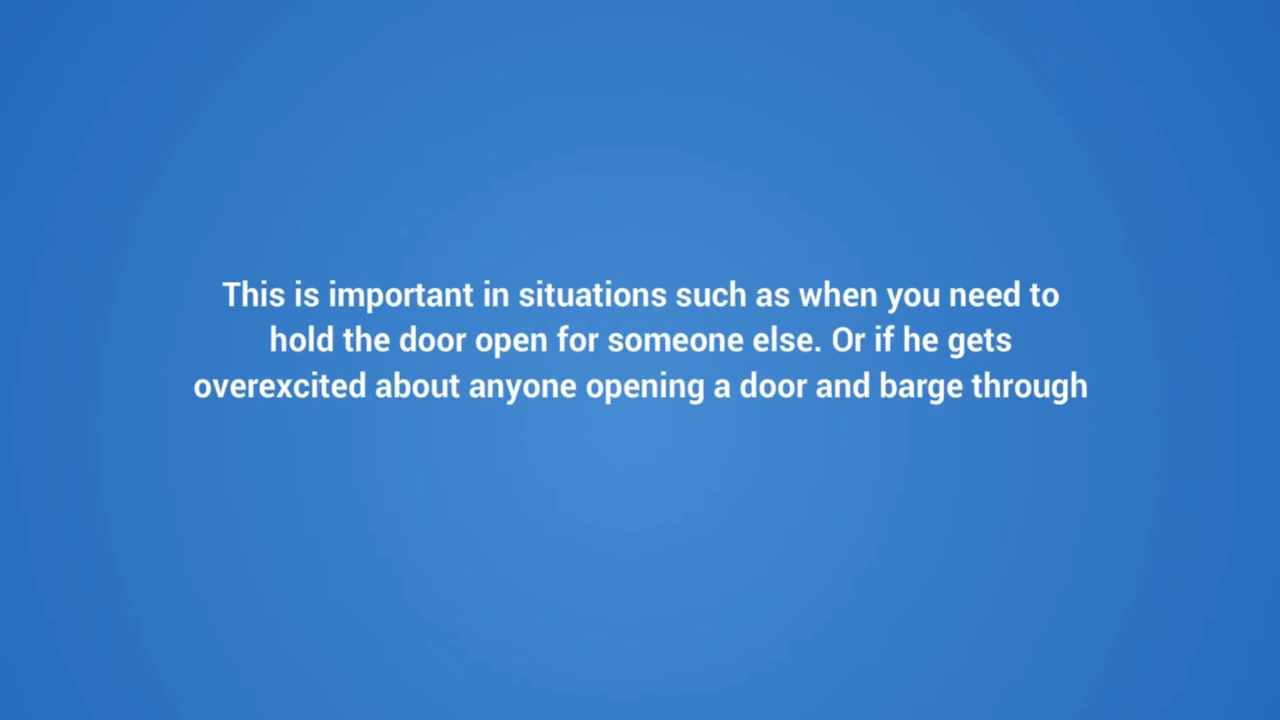 This is important in situations such as when you need to
hold the door open for someone else. Or if he gets
overexcited about anyone opening a door and barge through